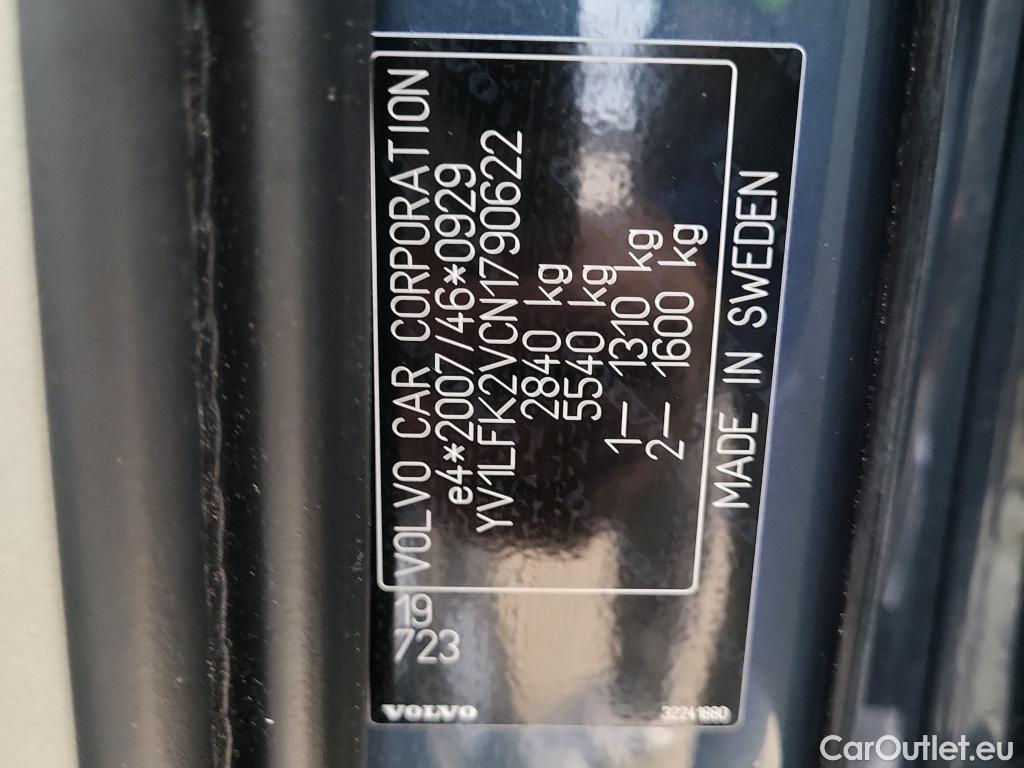 VOLVO CAR CORPORATION
e4*2007/46*0929
YV1LFK2VCN1790622
2840 kg
5540 kg
1— 1310 kg
2— 1600 kg
MADE IN SWEDEN
19
723
VOLVO
32241660
CarOutlet.eu